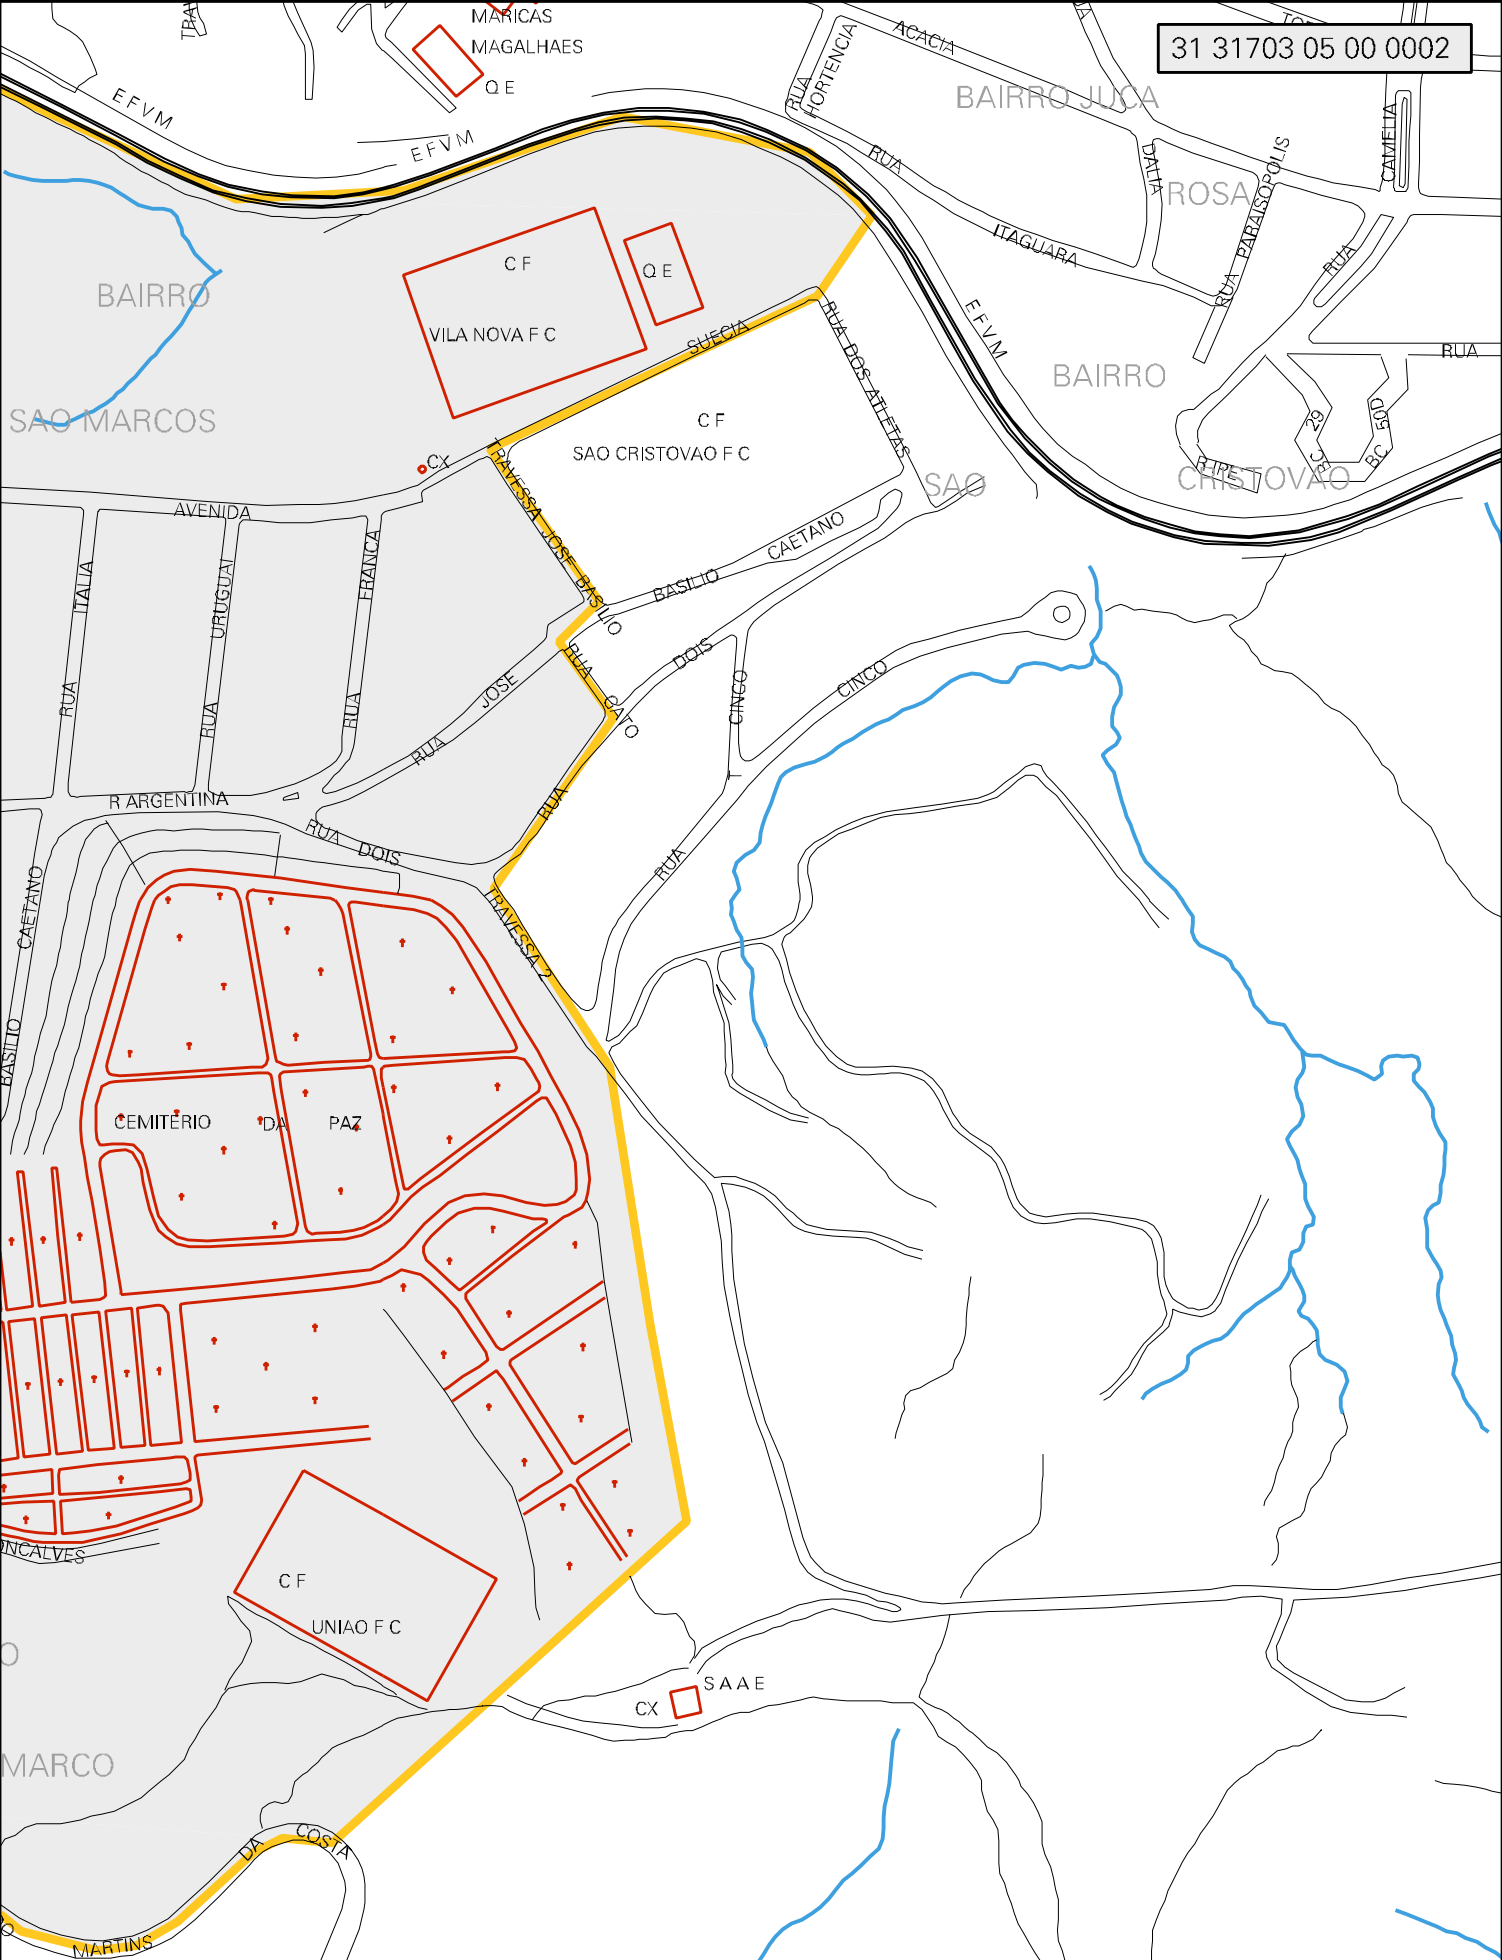 MARICAS
MAGALHAES
Q E
TRA
ACACIA
31 31703 05 00 0002
RUA
HORTENCIA
BAIRRO JUCA
E F V M
E F V M
RUA
DALIA
CAMELIA
ROSA
RUA PARAISOPOLIS
ITAGUARA
RUA
C F
Q E
BAIRRO
VILA NOVA F C
SUECIA
RUA DOS ATLETAS
E F V M
RUA
BAIRRO
SAO MARCOS
C F
SAO CRISTOVAO F C
BC 29
BC 50D
CX
R IPE
SAO
CRISTOVAO
AVENIDA
TRAVESSA JOSE BASILIO
BASILIO CAETANO
RUA ITALIA
RUA URUGUAI
RUA FRANCA
RUA JOSE
RUA GATO
DOIS
T CINCO
CINCO
R ARGENTINA
RUA
RUA DOIS
RUA
BASILIO CAETANO
TRAVESSA 2
CEMITERIO DA PAZ
ONCALVES
C F
UNIAO F C
O
S A A E
CX
MARCO
DA COSTA
MARTINS